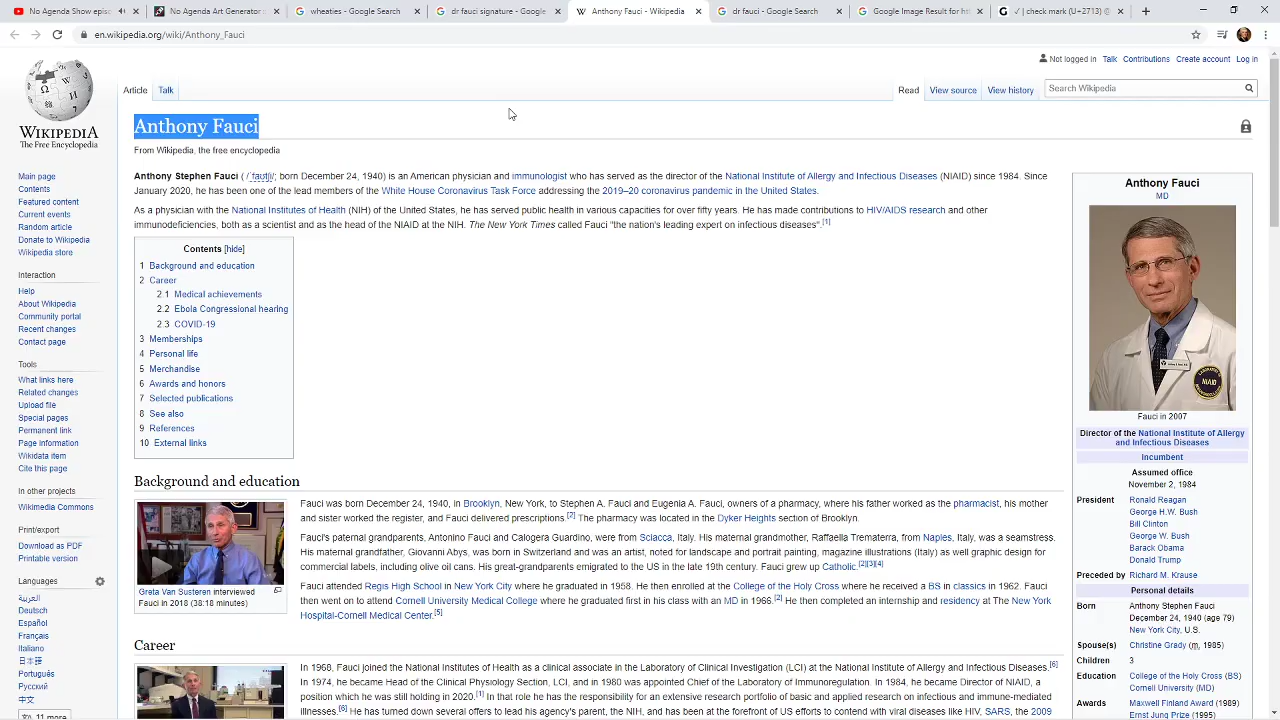 No Agenda Show episo
No Agenda Art Generator
wheaties - Google Search
dr fauci signature - Google
Anthony Fauci - Wikipedia
dr fauci - Google Search
Google Image Result for ht
✓ | check mark (U+2713) @
en.wikipedia.org/wiki/Anthony_Fauci
Not logged in Talk Contributions Create account Log in
Article Talk
Read View source View history
Search Wikipedia
WIKIPEDIA
The Free Encyclopedia
Main page
Contents
Featured content
Current events
Random article
Donate to Wikipedia
Wikipedia store
Interaction
Help
About Wikipedia
Community portal
Recent changes
Contact page
Tools
What links here
Related changes
Upload file
Special pages
Permanent link
Page information
Wikidata item
Cite this page
In other projects
Wikimedia Commons
Print/export
Download as PDF
Printable version
Languages
العربية
Deutsch
Español
Français
Italiano
日本語
Português
Русский
中文
11 more
Anthony Fauci
From Wikipedia, the free encyclopedia
Anthony Stephen Fauci (/ˈfaʊtʃi/; born December 24, 1940) is an American physician and immunologist who has served as the director of the National Institute of Allergy and Infectious Diseases (NIAID) since 1984. Since
January 2020, he has been one of the lead members of the White House Coronavirus Task Force addressing the 2019–20 coronavirus pandemic in the United States.
As a physician with the National Institutes of Health (NIH) of the United States, he has served public health in various capacities for over fifty years. He has made contributions to HIV/AIDS research and other
immunodeficiencies, both as a scientist and as the head of the NIAID at the NIH. The New York Times called Fauci "the nation's leading expert on infectious diseases".[1]
Contents [hide]
1 Background and education
2 Career
2.1 Medical achievements
2.2 Ebola Congressional hearing
2.3 COVID-19
3 Memberships
4 Personal life
5 Merchandise
6 Awards and honors
7 Selected publications
8 See also
9 References
10 External links
Background and education
Greta Van Susteren interviewed
Fauci in 2018 (38:18 minutes)
Fauci was born December 24, 1940, in Brooklyn, New York, to Stephen A. Fauci and Eugenia A. Fauci, owners of a pharmacy, where his father worked as the pharmacist, his mother
and sister worked the register, and Fauci delivered prescriptions.[2] The pharmacy was located in the Dyker Heights section of Brooklyn.
Fauci's paternal grandparents, Antonino Fauci and Calogera Guardino, were from Sciacca, Italy. His maternal grandmother, Raffaella Trematerra, from Naples, Italy, was a seamstress.
His maternal grandfather, Giovanni Abys, was born in Switzerland and was an artist, noted for landscape and portrait painting, magazine illustrations (Italy) as well graphic design for
commercial labels, including olive oil cans. His great-grandparents emigrated to the US in the late 19th century. Fauci grew up Catholic.[2][3][4]
Fauci attended Regis High School in New York City where he graduated in 1958. He then enrolled at the College of the Holy Cross where he received a BS in classics in 1962. Fauci
then went on to attend Cornell University Medical College where he graduated first in his class with an MD in 1966.[2] He then completed an internship and residency at The New York
Hospital-Cornell Medical Center.[5]
Career
In 1968, Fauci joined the National Institutes of Health as a clinical associate in the Laboratory of Clinical Investigation (LCI) at the National Institute of Allergy and Infectious Diseases.[6]
In 1974, he became Head of the Clinical Physiology Section, LCI, and in 1980 was appointed Chief of the Laboratory of Immunoregulation. In 1984, he became Director of NIAID, a
position which he was still holding in 2020.[1] In that role he has the responsibility for an extensive research portfolio of basic and applied research on infectious and immune-mediated
illnesses.[6] He has turned down several offers to lead his agency's parent, the NIH, and has been at the forefront of US efforts to contend with viral diseases like HIV, SARS, the 2009
Anthony Fauci
MD
NIAID
Fauci in 2007
Director of the National Institute of Allergy
and Infectious Diseases
Incumbent
Assumed office
November 2, 1984
President Ronald Reagan
George H.W. Bush
Bill Clinton
George W. Bush
Barack Obama
Donald Trump
Preceded by Richard M. Krause
Personal details
Born Anthony Stephen Fauci
December 24, 1940 (age 79)
New York City, U.S.
Spouse(s) Christine Grady (m. 1985)
Children 3
Education College of the Holy Cross (BS)
Cornell University (MD)
Awards Maxwell Finland Award (1989)
Ernst Jung Prize (1995)